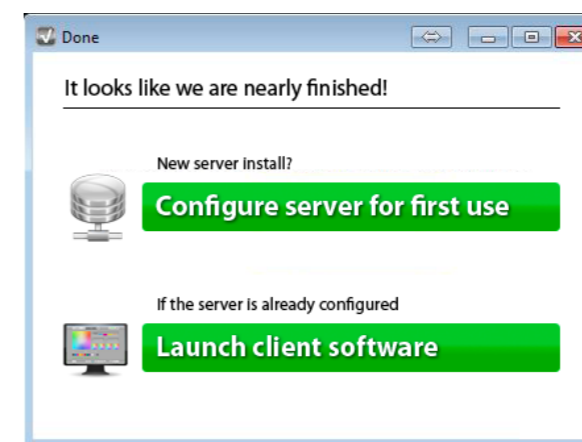 Done
It looks like we are nearly finished!
New server install?
Configure server for first use
If the server is already configured
Launch client software